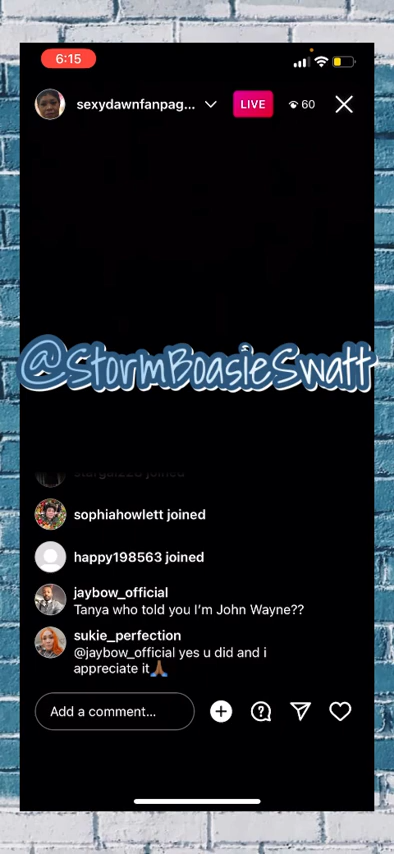 6:15
sexydawnfanpag...
LIVE
60
@StormBoasieSwatt
joined
sophiahowlett joined
happy198563 joined
jaybow_official
Tanya who told you I'm John Wayne??
sukie_perfection
@jaybow_official yes u did and i
appreciate it🙏🏾
Add a comment...